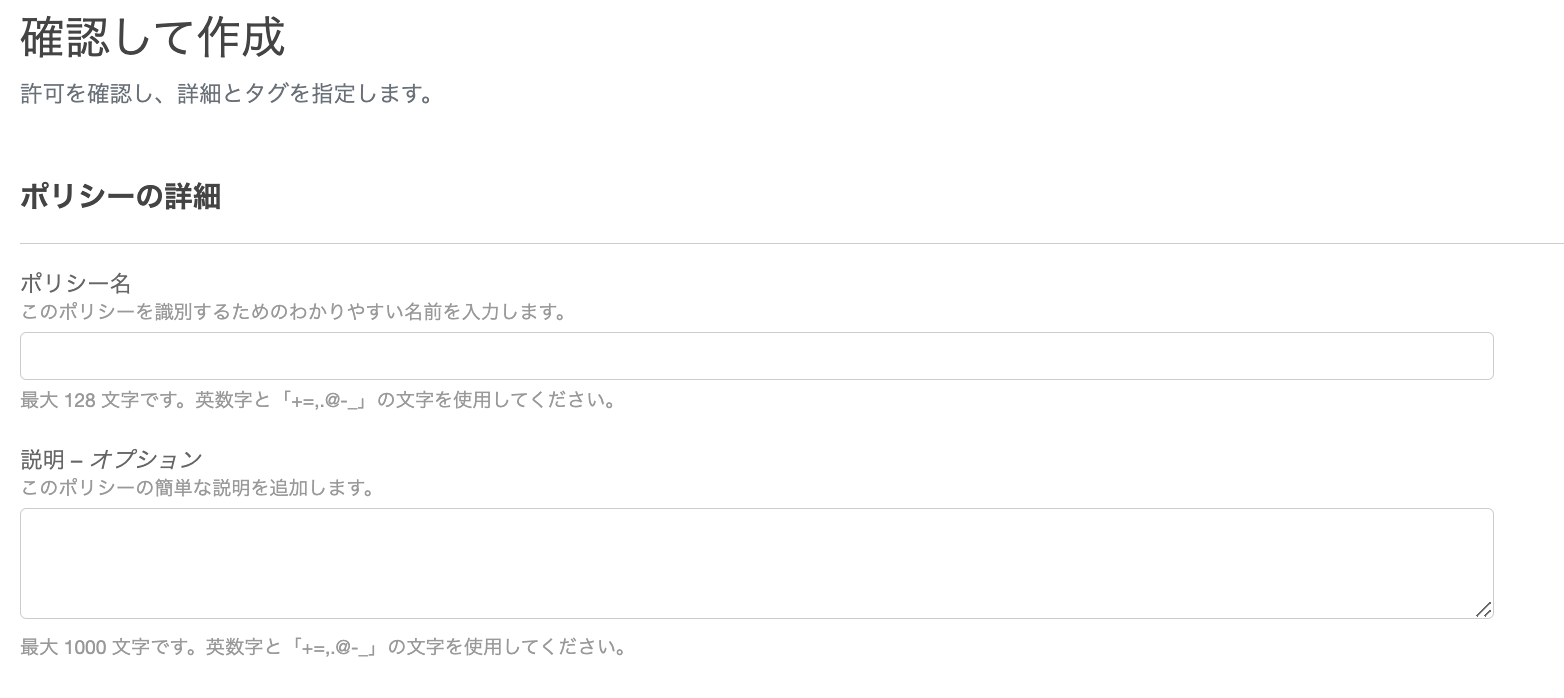 確認して作成
許可を確認し、詳細とタグを指定します。
ポリシーの詳細
ポリシー名
このポリシーを識別するためのわかりやすい名前を入力します。
最大 128 文字です。英数字と「+=,.@-_」の文字を使用してください。
説明 – オプション
このポリシーの簡単な説明を追加します。
最大 1000 文字です。英数字と「+=,.@-_」の文字を使用してください。